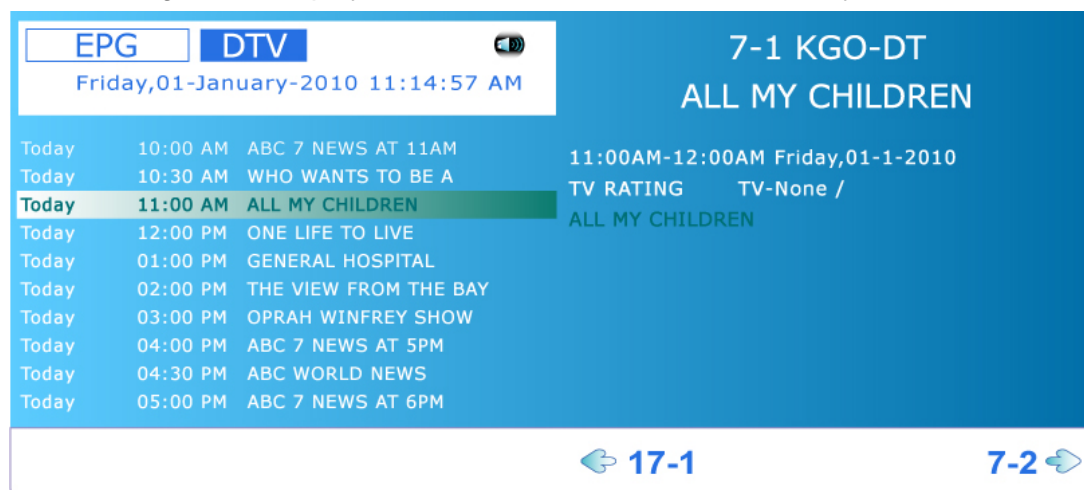 EPG DTV
Friday,01-January-2010 11:14:57 AM
7-1 KGO-DT
ALL MY CHILDREN
Today 10:00 AM ABC 7 NEWS AT 11AM
Today 10:30 AM WHO WANTS TO BE A
Today 11:00 AM ALL MY CHILDREN
Today 12:00 PM ONE LIFE TO LIVE
Today 01:00 PM GENERAL HOSPITAL
Today 02:00 PM THE VIEW FROM THE BAY
Today 03:00 PM OPRAH WINFREY SHOW
Today 04:00 PM ABC 7 NEWS AT 5PM
Today 04:30 PM ABC WORLD NEWS
Today 05:00 PM ABC 7 NEWS AT 6PM
11:00AM-12:00AM Friday,01-1-2010
TV RATING TV-None /
ALL MY CHILDREN
17-1 7-2